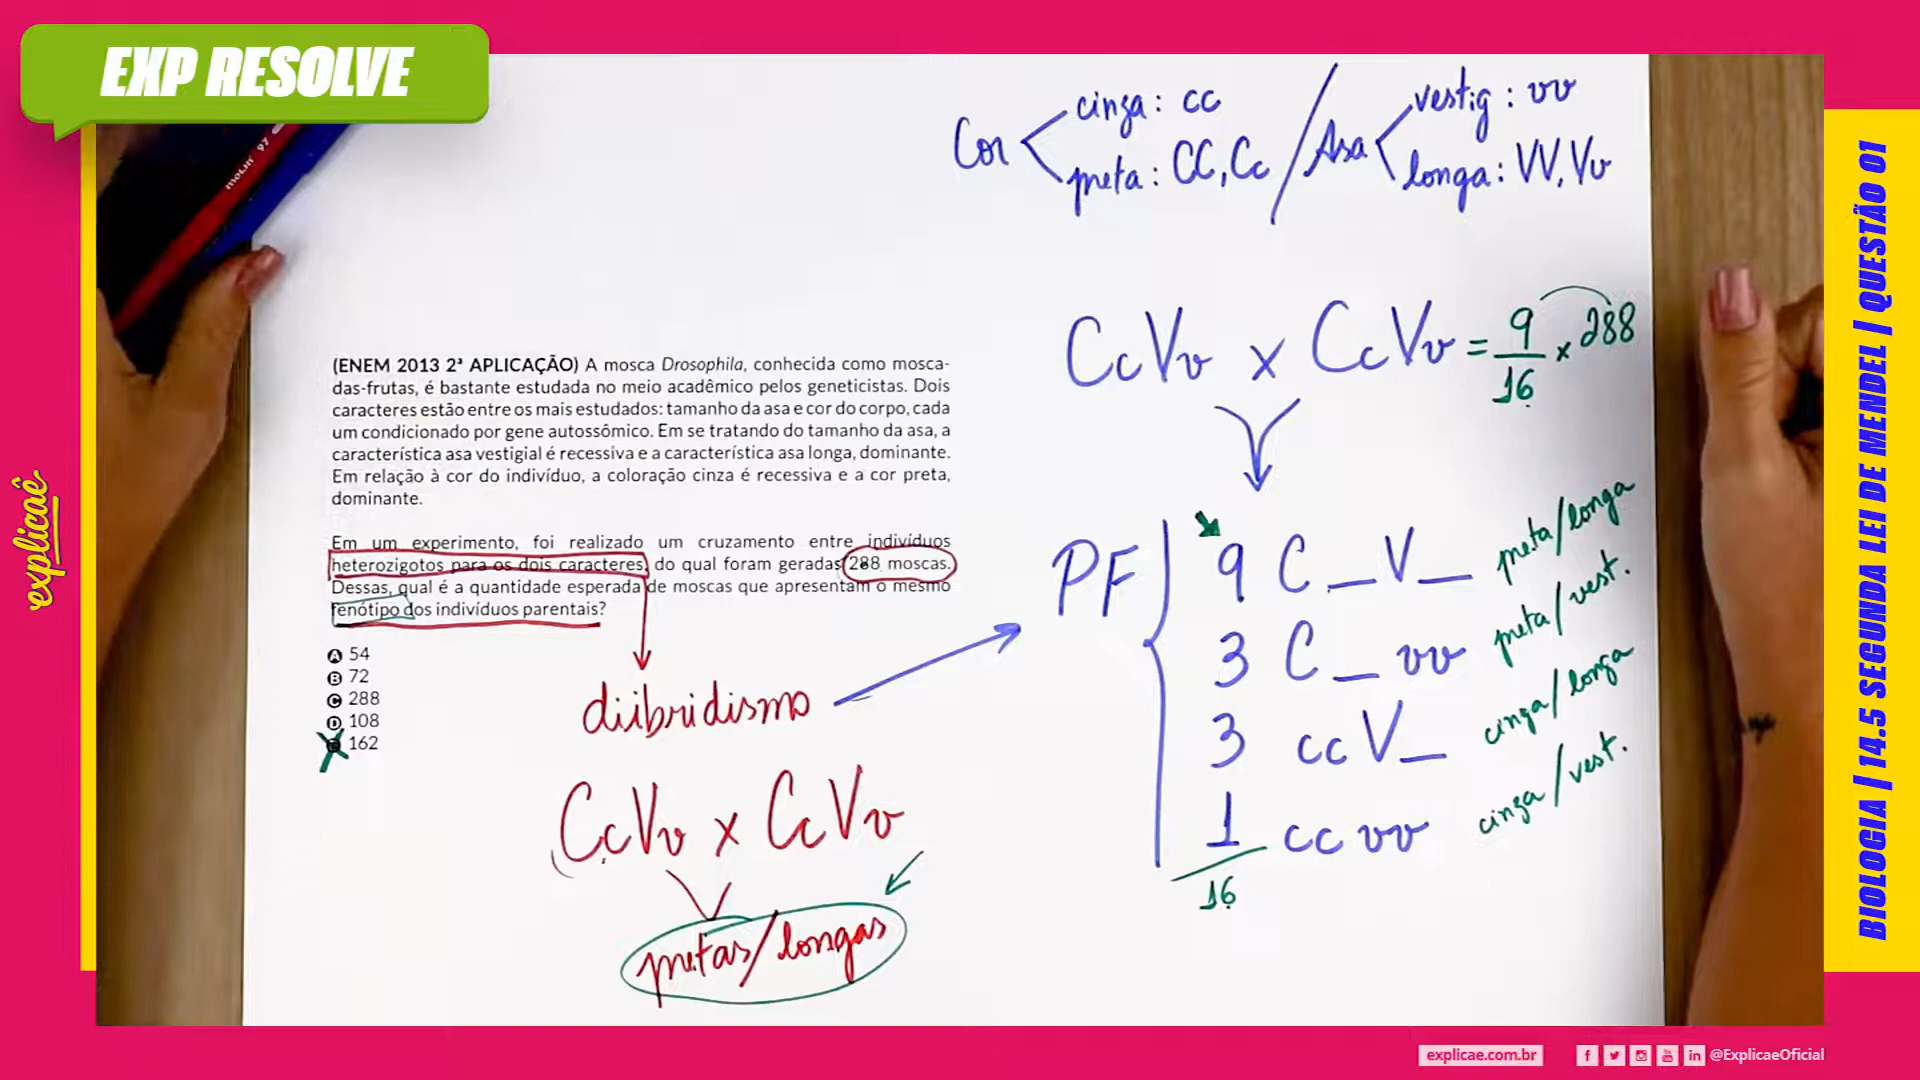 EXP RESOLVE
MOLIN 97
Cor
cinza: cc
preta: CC, Cc
Asa
vestig: vv
longa: VV, Vv
CcVv x CcVv = 9/16 x 288
(ENEM 2013 2ª APLICAÇÃO) A mosca Drosophila, conhecida como mosca-
das-frutas, é bastante estudada no meio acadêmico pelos geneticistas. Dois
caracteres estão entre os mais estudados: tamanho da asa e cor do corpo, cada
um condicionado por gene autossômico. Em se tratando do tamanho da asa, a
característica asa vestigial é recessiva e a característica asa longa, dominante.
Em relação à cor do indivíduo, a coloração cinza é recessiva e a cor preta,
dominante.
Em um experimento, foi realizado um cruzamento entre indivíduos
heterozigotos para os dois caracteres, do qual foram geradas 288 moscas.
Dessas, qual é a quantidade esperada de moscas que apresentam o mesmo
fenótipo dos indivíduos parentais?
A 54
B 72
C 288
D 108
E 162
diibridismo
CcVv x CcVv
pretas/longas
PF
9 C_V_ preta/longa
3 C_vv preta/vest.
3 ccV_ cinza/longa
1 ccvv cinza/vest.
16
explicaê
BIOLOGIA | 14.5 SEGUNDA LEI DE MENDEL | QUESTÃO 01
explicae.com.br
@ExplicaeOficial